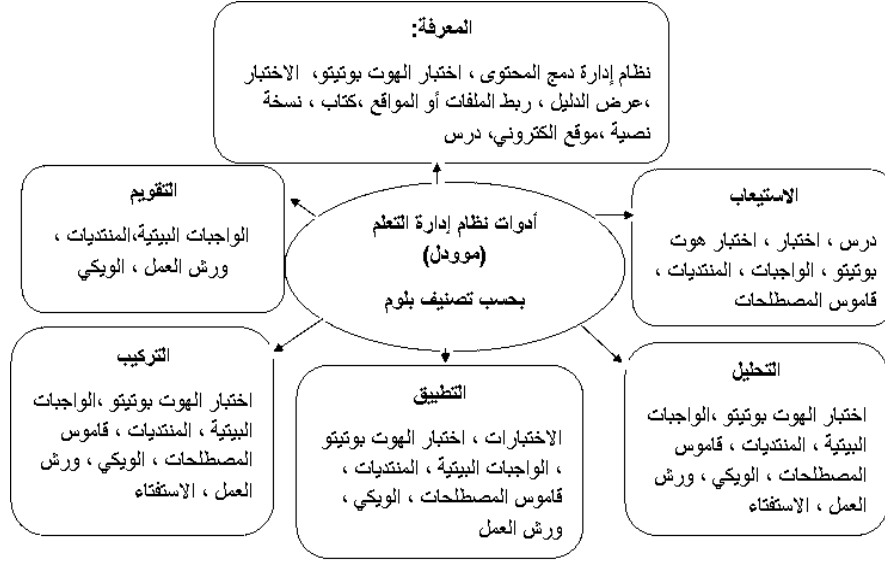 المعرفة:
نظام إدارة دمج المحتوى ، اختبار الهوت بوتيتو، الاختبار
،عرض الدليل ، ربط الملفات أو المواقع ،كتاب ، نسخة
نصية ،موقع الكتروني، درس
أدوات نظام إدارة التعلم
(موودل)
بحسب تصنيف بلوم
الاستيعاب
درس ، اختبار ، اختبار هوت
بوتيتو ، الواجبات ، المنتديات ،
قاموس المصطلحات
التقويم
الواجبات البيتية،المنتديات ،
ورش العمل ، الويكي
التحليل
اختبار الهوت بوتيتو ،الواجبات
البيتية ، المنتديات ، قاموس
المصطلحات ، الويكي ، ورش
العمل ، الاستفتاء
التطبيق
الاختبارات ، اختبار الهوت بوتيتو
، الواجبات البيتية ، المنتديات ،
قاموس المصطلحات ، الويكي ،
ورش العمل
التركيب
اختبار الهوت بوتيتو ،الواجبات
البيتية ، المنتديات ، قاموس
المصطلحات ، الويكي ، ورش
العمل ، الاستفتاء